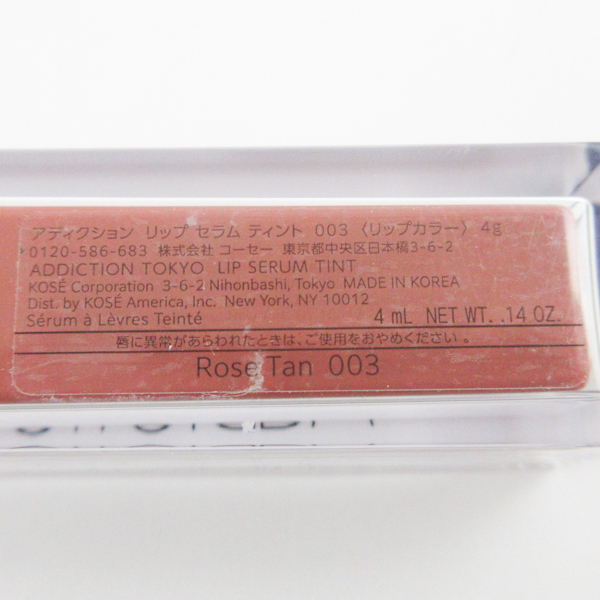 アディクション リップ セラム ティント 003 〈リップカラー〉 4g
0120-586-683 株式会社 コーセー 東京都中央区日本橋3-6-2
ADDICTION TOKYO LIP SERUM TINT
KOSÉ Corporation 3-6-2 Nihonbashi, Tokyo MADE IN KOREA
Dist. by KOSÉ America, Inc. New York, NY 10012
Sérum à Lèvres Teinté 4 mL NET WT. .14 OZ.
唇に異常があらわれたときは、ご使用をおやめください。
Rose Tan 003